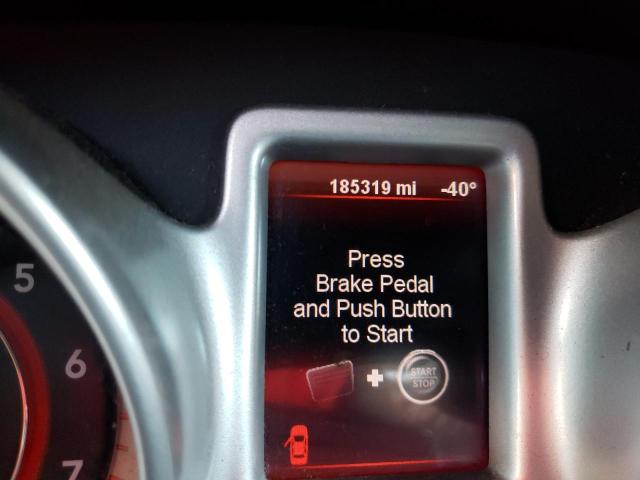 185319 mi -40°
Press
Brake Pedal
and Push Button
to Start
START
STOP
5
6
7